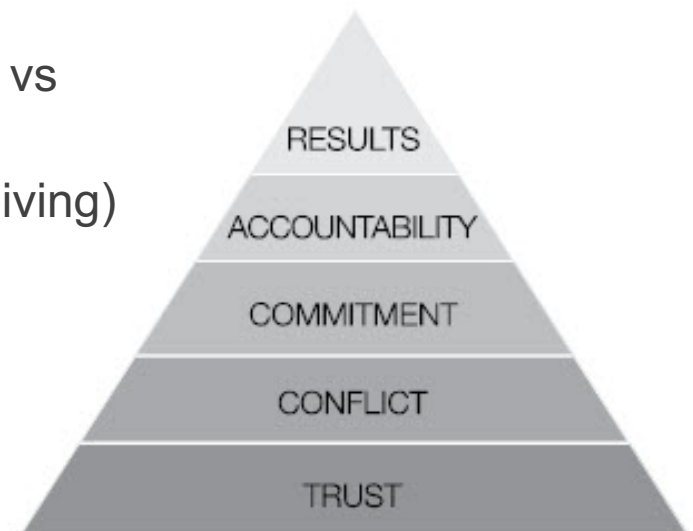 vs
RESULTS
iving)
ACCOUNTABILITY
COMMITMENT
CONFLICT
TRUST